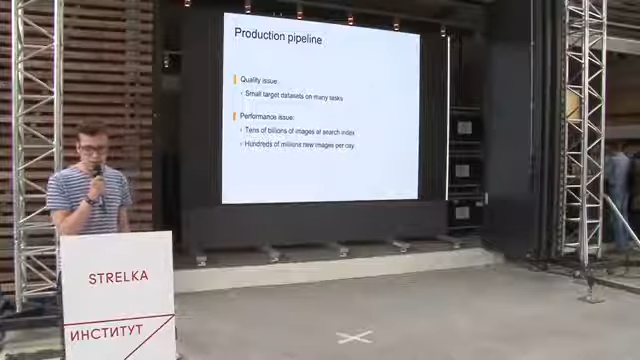 Production pipeline
Quality issue:
Small target datasets on many tasks
Performance issue:
Tens of billions of images at search index
Hundreds of millions new images per day
STRELKA
ИНСТИТУТ